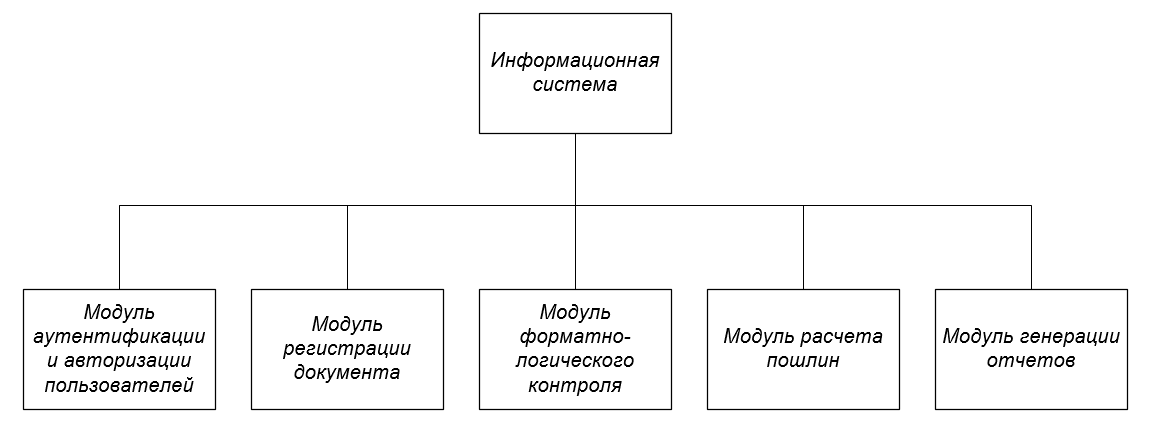 Информационная
система
Модуль
аутентификации
и авторизации
пользователей
Модуль
регистрации
документа
Модуль
форматно-
логического
контроля
Модуль расчета
пошлин
Модуль генерации
отчетов